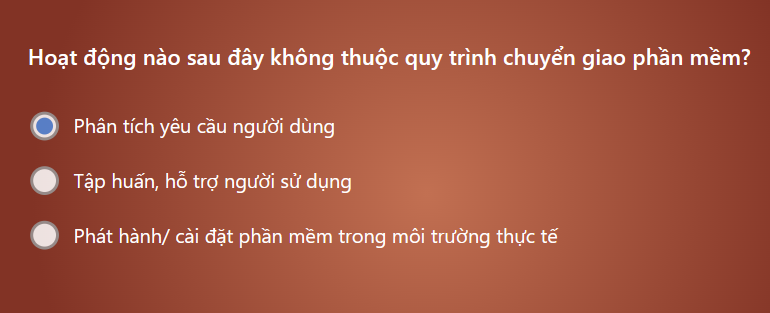 Hoạt động nào sau đây không thuộc quy trình chuyển giao phần mềm?
Phân tích yêu cầu người dùng
Tập huấn, hỗ trợ người sử dụng
Phát hành/ cài đặt phần mềm trong môi trường thực tế